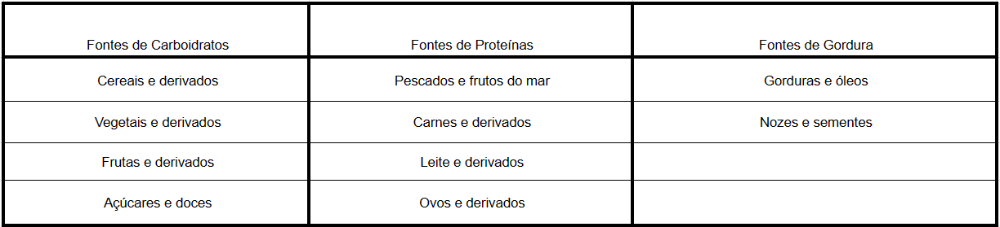 Fontes de Carboidratos Fontes de Proteínas Fontes de Gordura
Cereais e derivados Pescados e frutos do mar Gorduras e óleos
Vegetais e derivados Carnes e derivados Nozes e sementes
Frutas e derivados Leite e derivados
Açúcares e doces Ovos e derivados